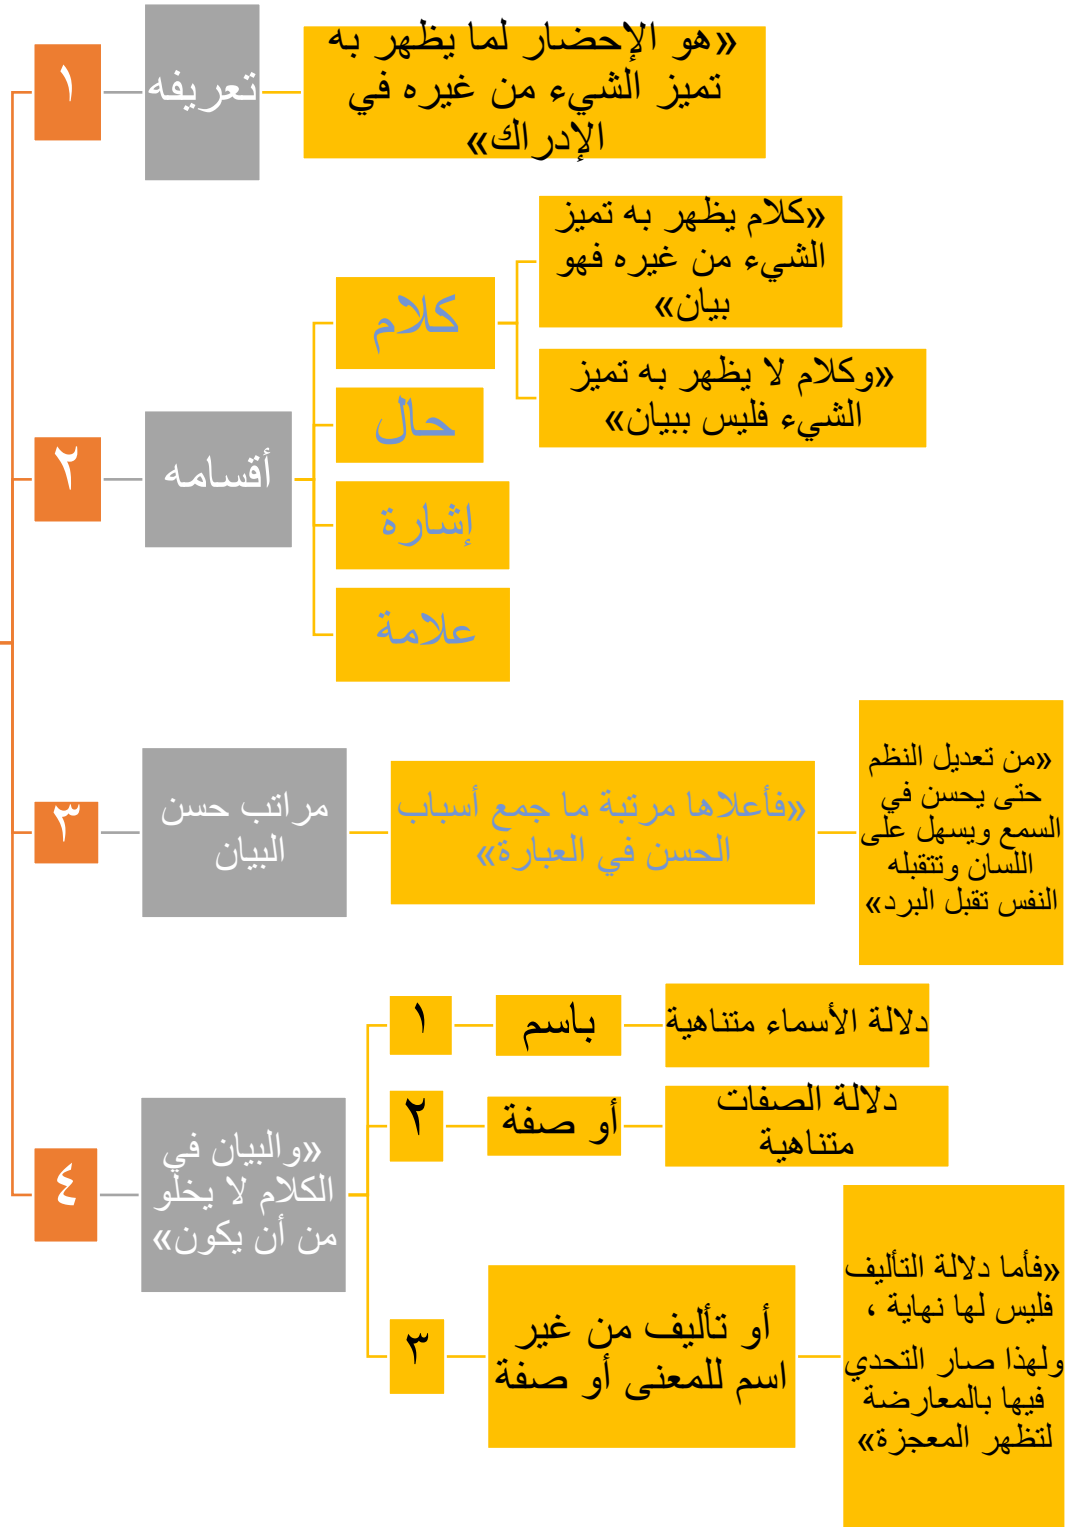 ١
تعريفه
«هو الإحضار لما يظهر به
تميز الشيء من غيره في
الإدراك»
٢
أقسامه
كلام
«كلام يظهر به تميز
الشيء من غيره فهو
بيان»
«وكلام لا يظهر به تميز
الشيء فليس ببيان»
حال
إشارة
علامة
٣
مراتب حسن
البيان
«فأعلاها مرتبة ما جمع أسباب
الحسن في العبارة»
«من تعديل النظم
حتى يحسن في
السمع ويسهل على
اللسان وتتقبله
النفس تقبل البرد»
٤
«والبيان في
الكلام لا يخلو
من أن يكون»
١
باسم
دلالة الأسماء متناهية
٢
أو صفة
دلالة الصفات
متناهية
٣
أو تأليف من غير
اسم للمعنى أو صفة
«فأما دلالة التأليف
فليس لها نهاية ،
ولهذا صار التحدي
فيها بالمعارضة
لتظهر المعجزة»